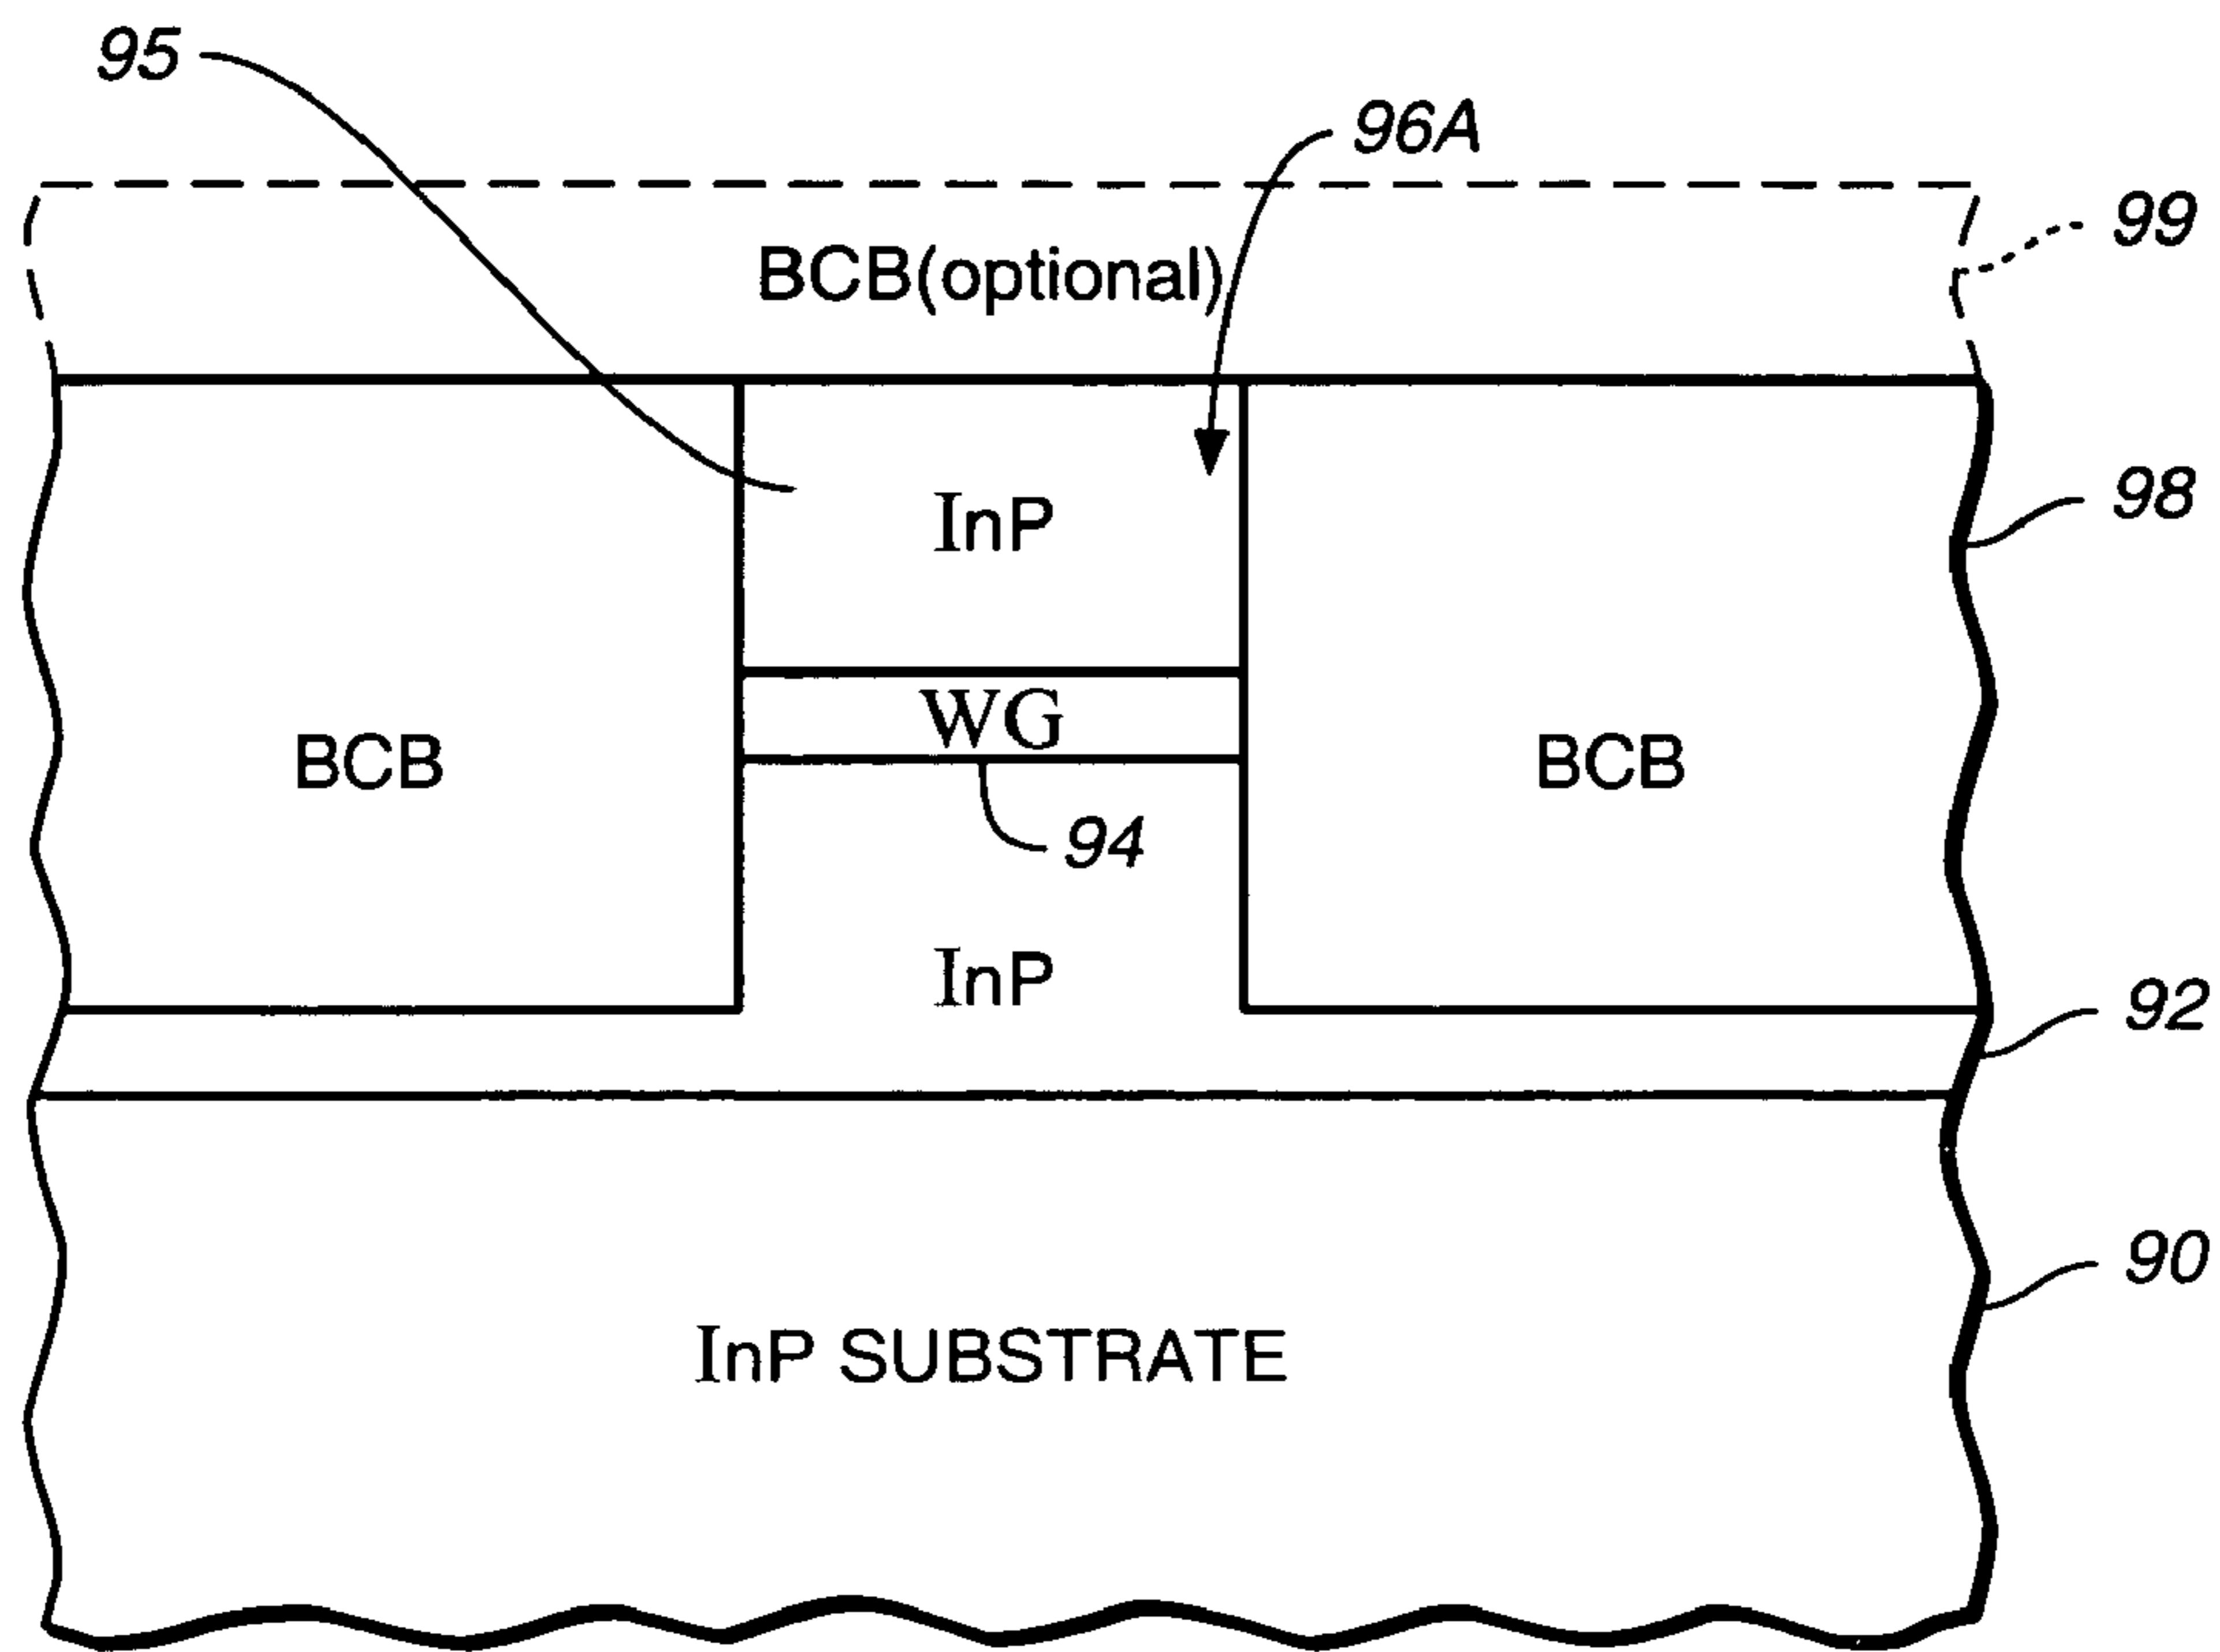 95
96A
99
BCB(optional)
98
InP
WG
BCB
BCB
94
InP
92
90
InP SUBSTRATE